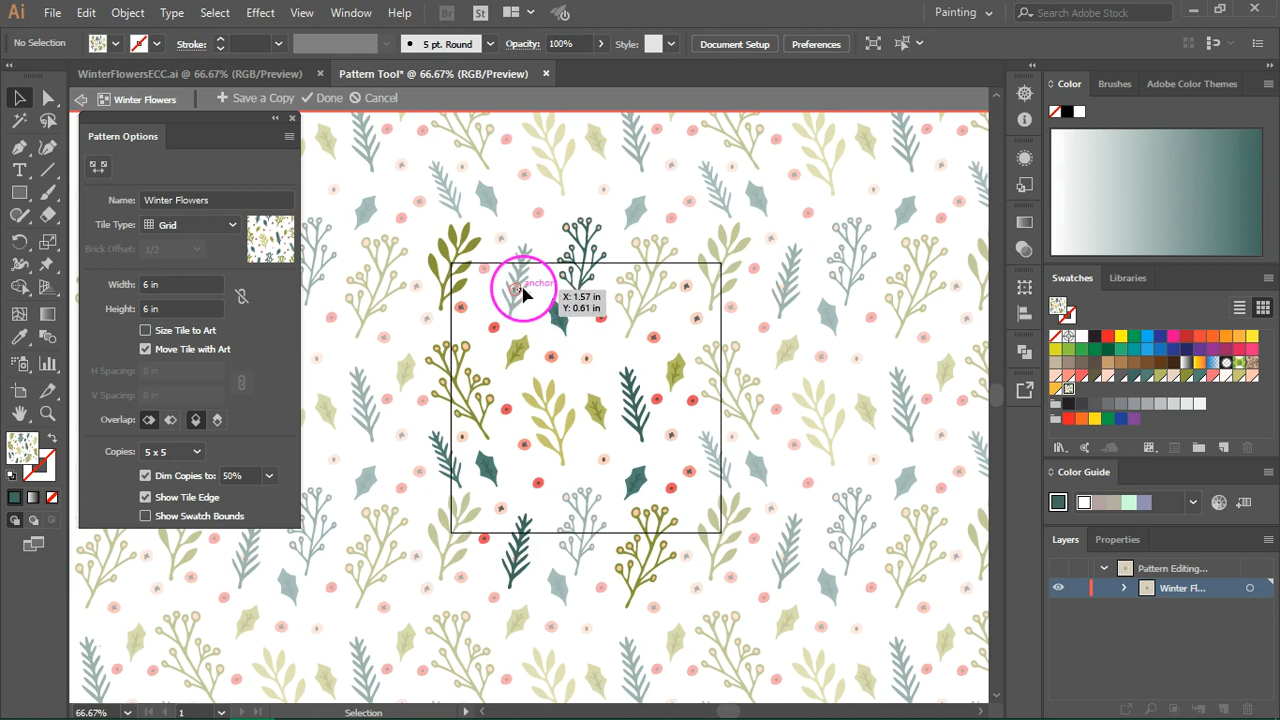 Ai File Edit Object Type Select Effect View Window Help Br St Painting Search Adobe Stock
No Selection Stroke: 5 pt. Round Opacity: 100% Style: Document Setup Preferences
WinterFlowersECC.ai @ 66.67% (RGB/Preview) × Pattern Tool* @ 66.67% (RGB/Preview) ×
Winter Flowers + Save a Copy Done Cancel
Color Brushes Adobe Color Themes
Pattern Options
Name: Winter Flowers
Tile Type: Grid
Brick Offset: 1/2
Width: 6 in
Height: 6 in
Size Tile to Art
Move Tile with Art
H Spacing: 0 in
V Spacing: 0 in
Overlap:
Copies: 5 x 5
Dim Copies to: 50%
Show Tile Edge
Show Swatch Bounds
anchor
X: 1.57 in
Y: 0.61 in
Swatches Libraries
Color Guide
Layers Properties
Pattern Editing...
Winter Fl...
66.67% 1 Selection